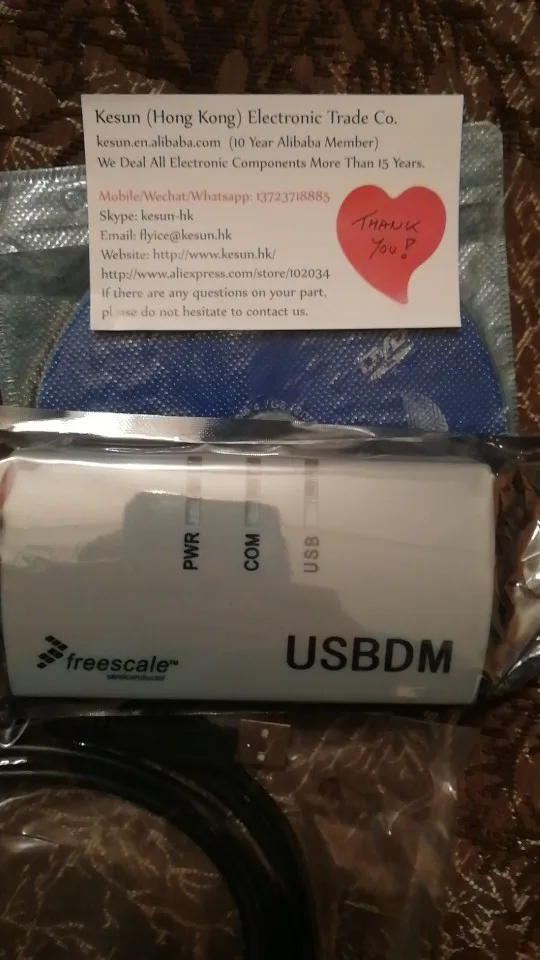 Kesun (Hong Kong) Electronic Trade Co.
kesun.en.alibaba.com (10 Year Alibaba Member)
We Deal All Electronic Components More Than 15 Years.
Mobile/Wechat/Whatsapp: 13723718885
Skype: kesun-hk
Email: flyice@kesun.hk
Website: http://www.kesun.hk/
http://www.aliexpress.com/store/102034
If there are any questions on your part,
please do not hesitate to contact us.
THANK
YOU!
PWR
COM
USB
freescale™
semiconductor
USBDM